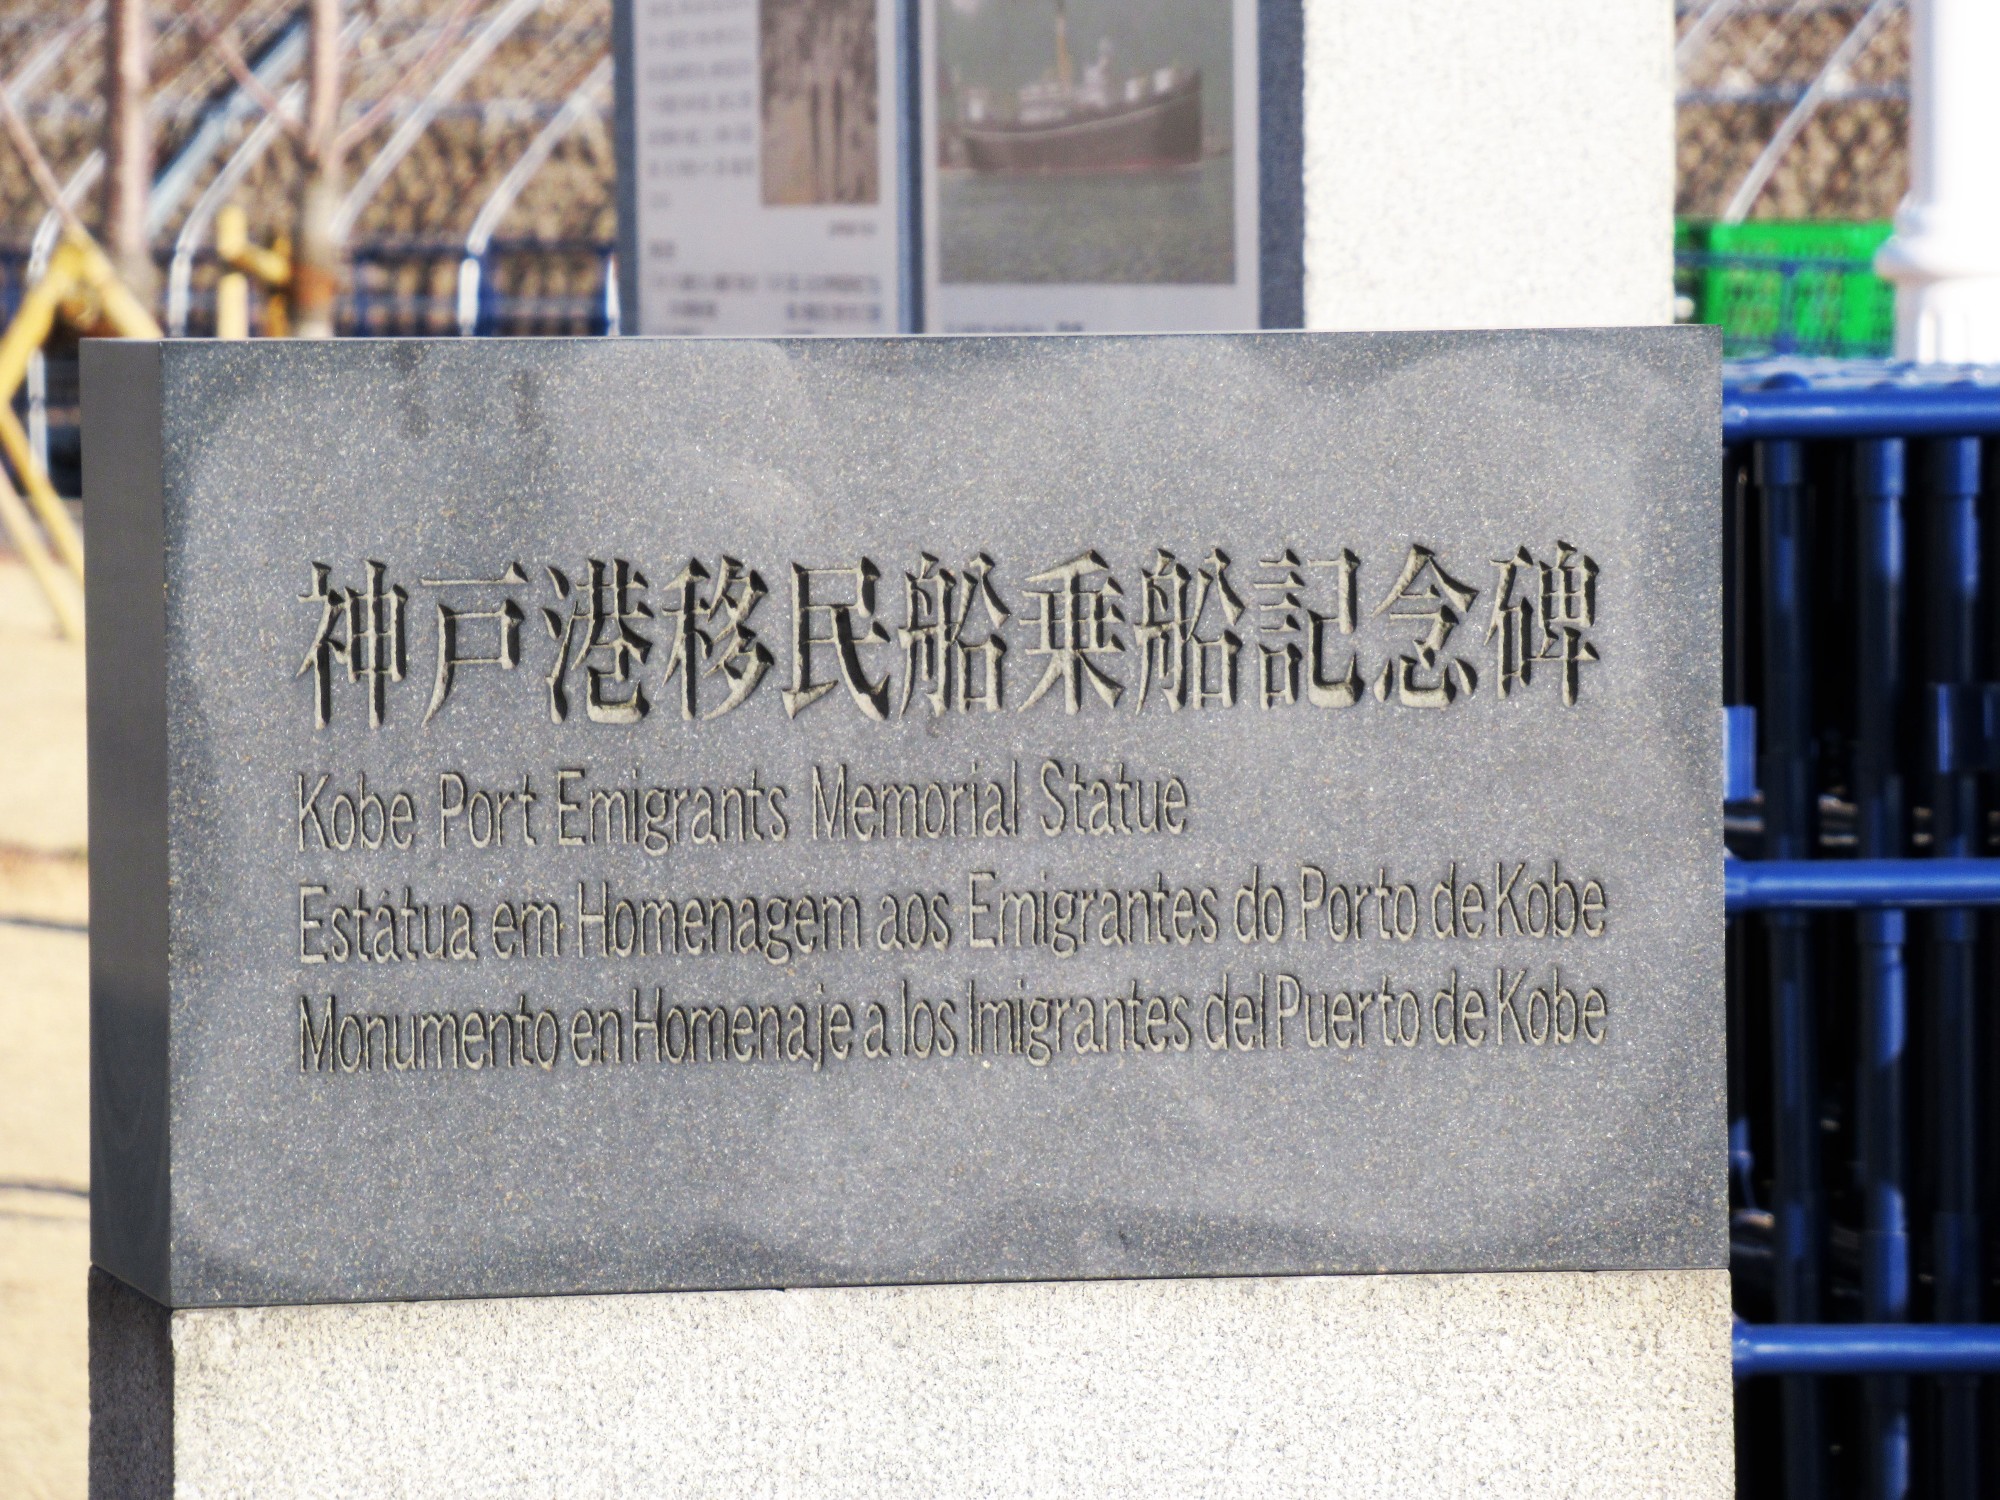 神戸港移民船乗船記念碑
Kobe Port Emigrants Memorial Statue
Estátua em Homenagem aos Emigrantes do Porto de Kobe
Monumento en Homenaje a los Imigrantes del Puerto de Kobe